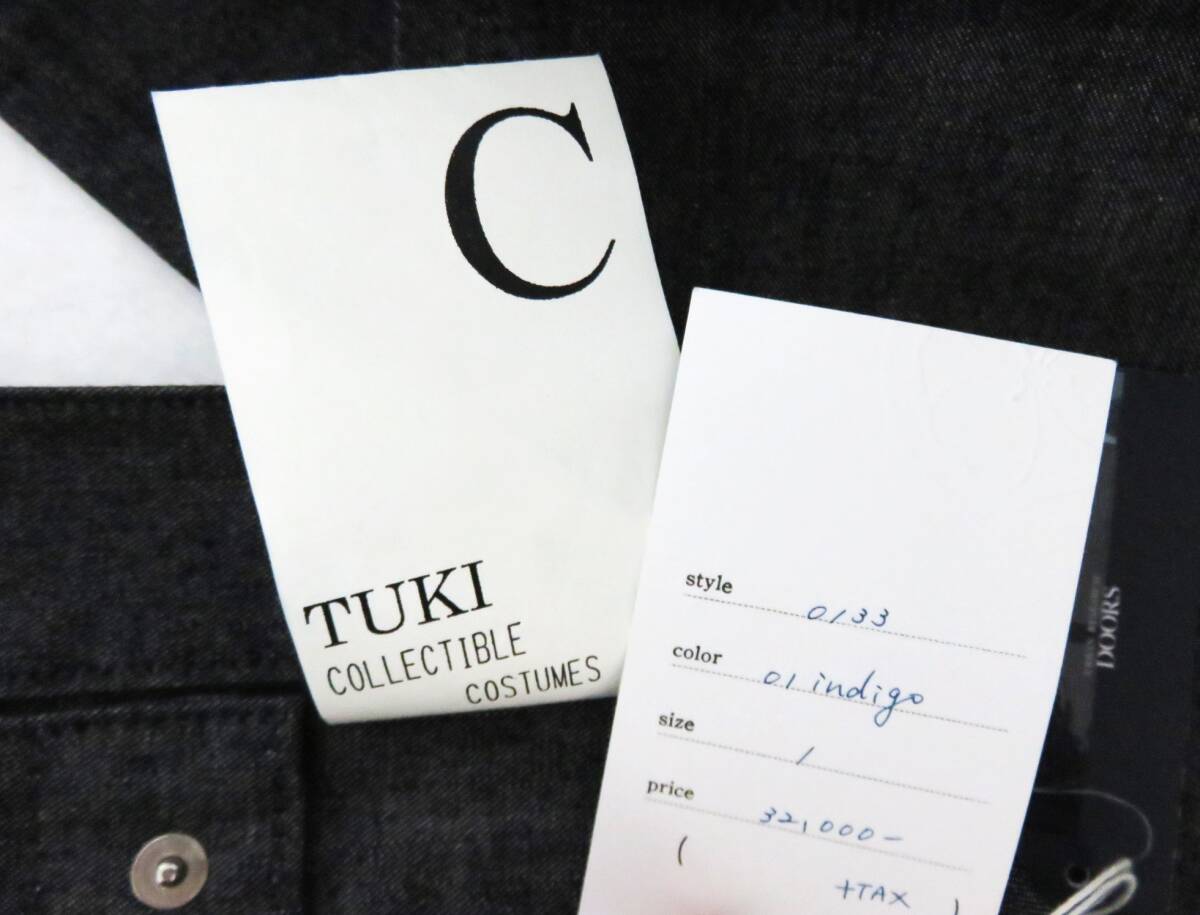 C
TUKI
COLLECTIBLE
COSTUMES
style 0133
color 01 indigo
size 1
price 32,000-
( +TAX )
DOORS